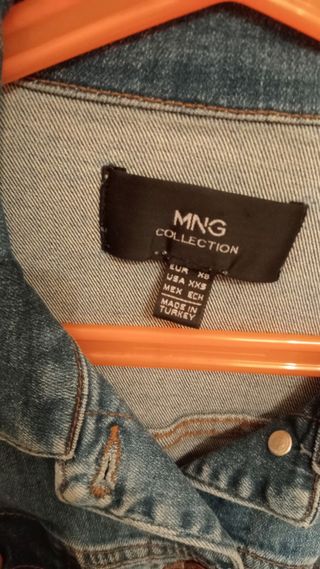 MNG
COLLECTION
EUR XS
USA XXS
MEX ECH
MADE IN
TURKEY